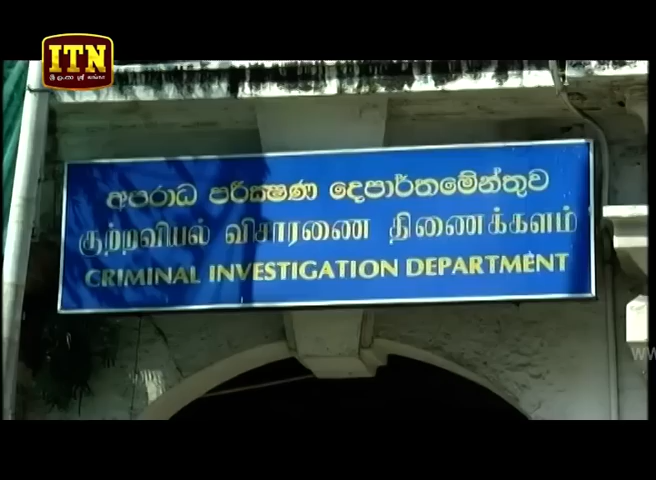 ITN
අපරාධ පරීක්ෂණ දෙපාර්තමේන්තුව
குற்றவியல் விசாரணை திணைக்களம்
CRIMINAL INVESTIGATION DEPARTMENT